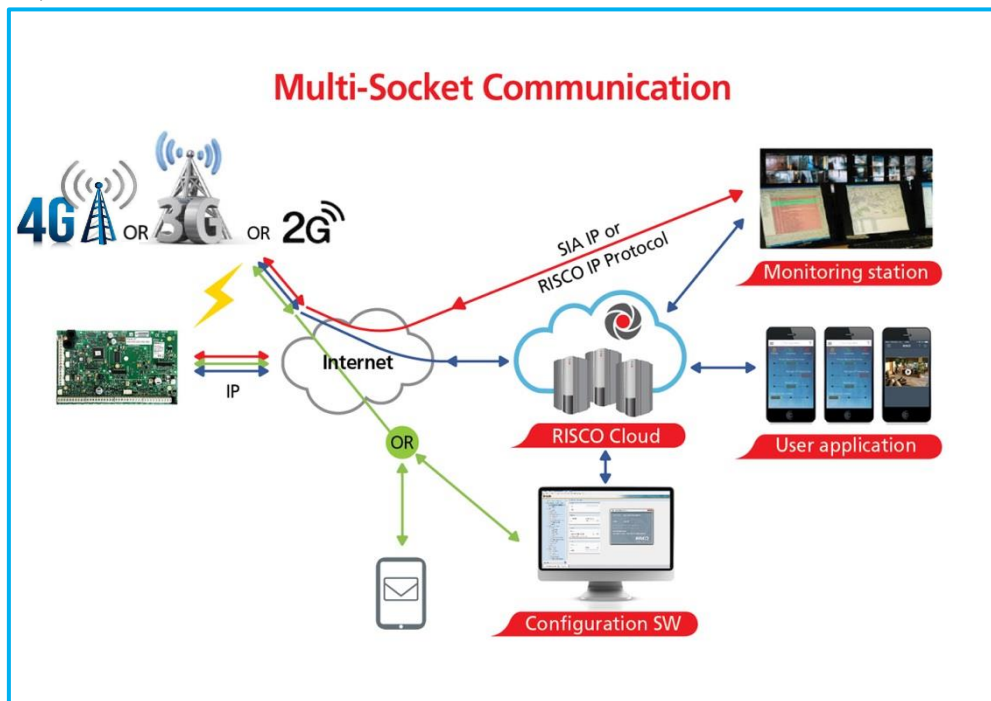 Multi-Socket Communication
4G
OR
3G
OR
2G
SIA IP or
RISCO IP Protocol
Monitoring station
Internet
IP
RISCO Cloud
User application
OR
Configuration SW